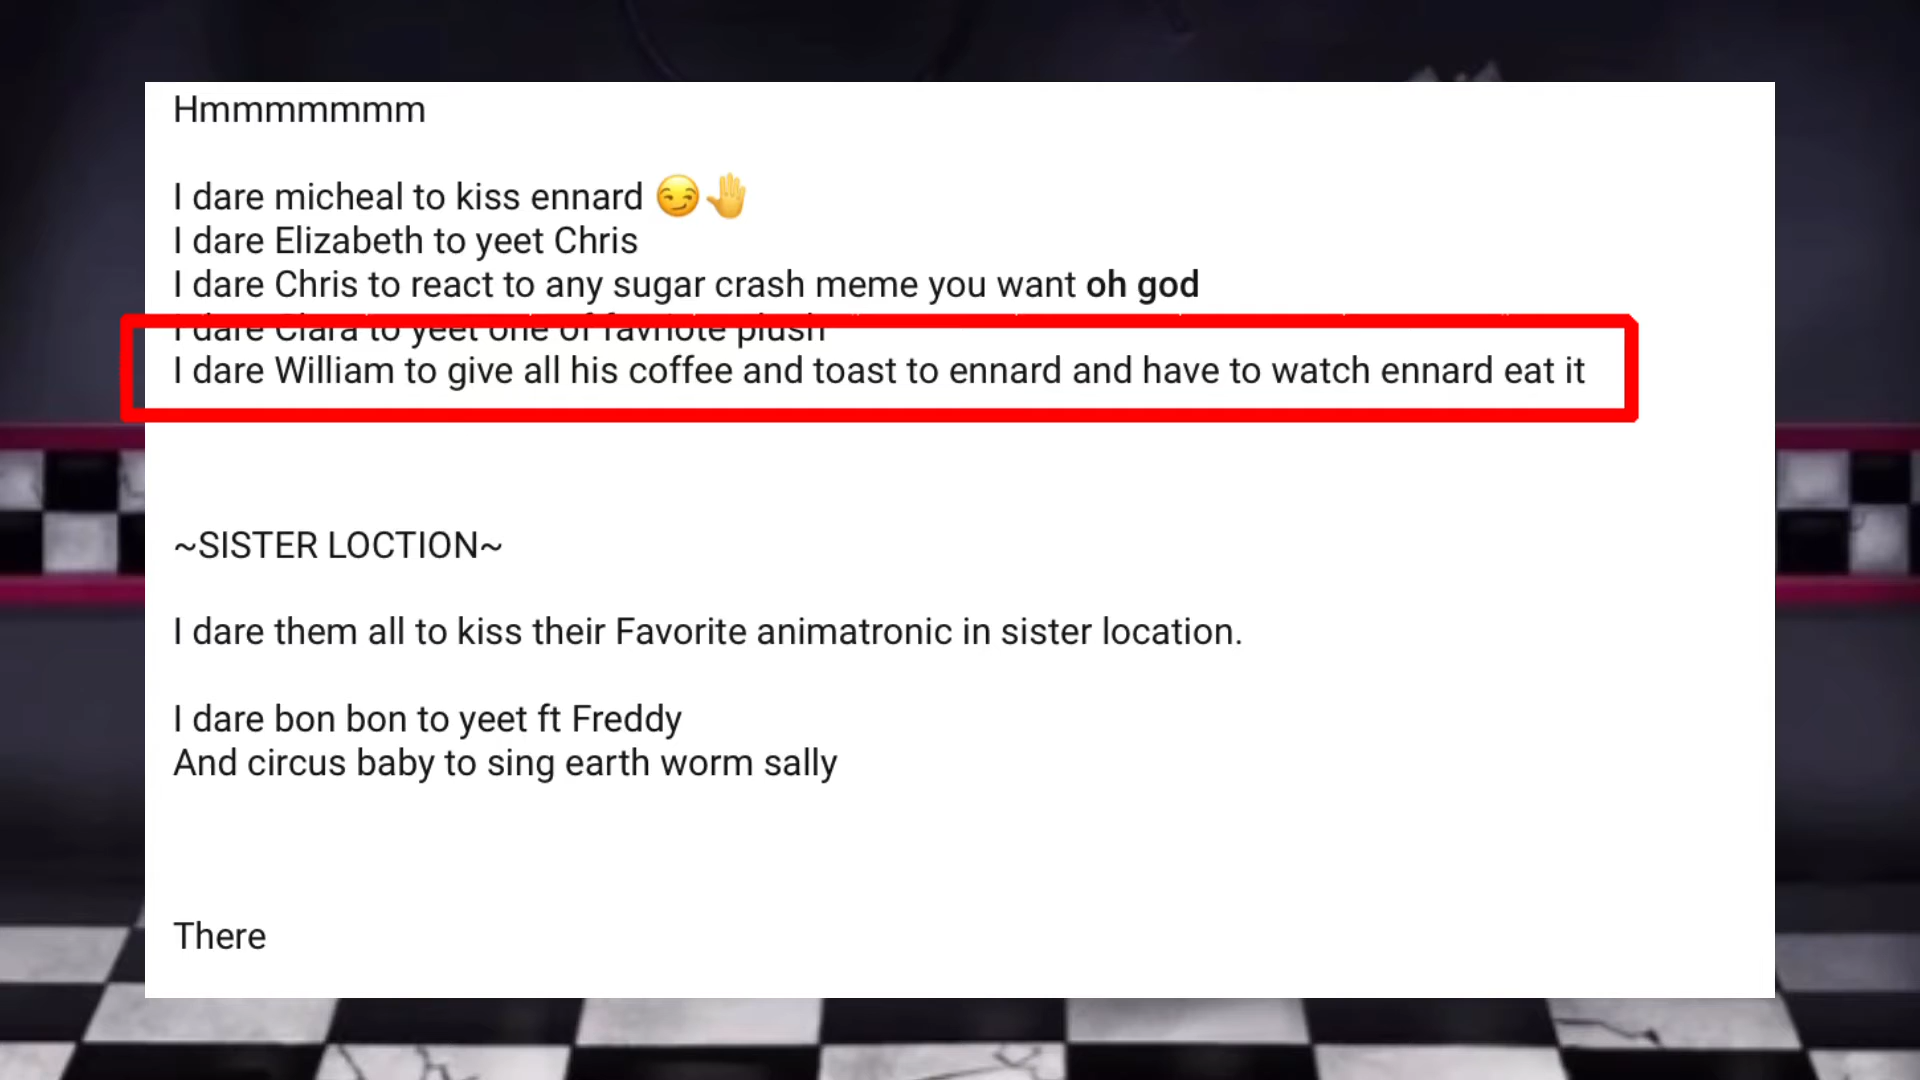 Hmmmmmmm
I dare micheal to kiss ennard 😏🤚
I dare Elizabeth to yeet Chris
I dare Chris to react to any sugar crash meme you want oh god
I dare Clara to yeet one of favriote plush
I dare William to give all his coffee and toast to ennard and have to watch ennard eat it
~SISTER LOCTION~
I dare them all to kiss their Favorite animatronic in sister location.
I dare bon bon to yeet ft Freddy
And circus baby to sing earth worm sally
There